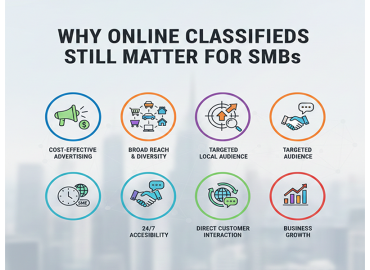 WHY ONLINE CLASSIFIEDS
STILL MATTER FOR SMBs
COST-EFFECTIVE
ADVERTISING
BROAD REACH
& DIVERSITY
TARGETED
LOCAL AUDIENCE
TARGETED
AUDIENCE
24/7
ACCESIBILITY
DIRECT CUSTOMER
INTERACTION
BUSINESS
GROWTH